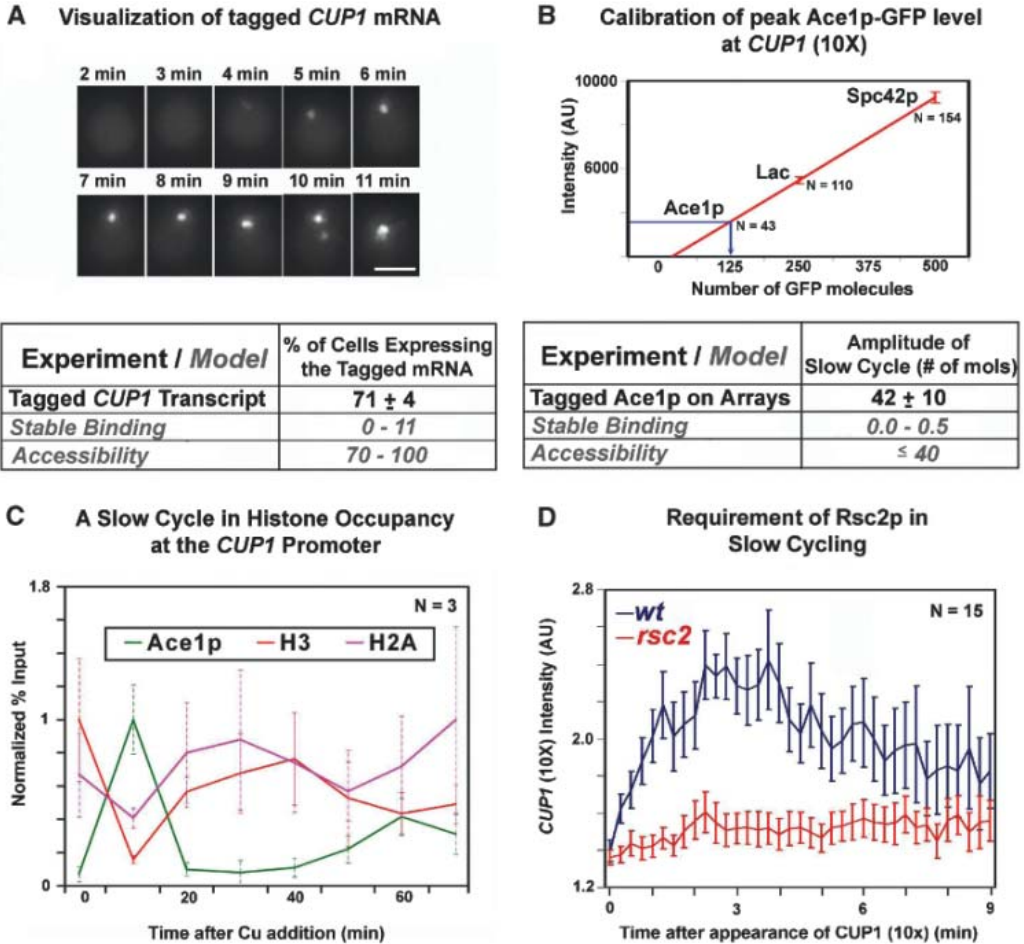 A
Visualization of tagged CUP1 mRNA
2 min 3 min 4 min 5 min 6 min
7 min 8 min 9 min 10 min 11 min
Experiment / Model
% of Cells Expressing
the Tagged mRNA
Tagged CUP1 Transcript 71 ± 4
Stable Binding 0 - 11
Accessibility 70 - 100
B
Calibration of peak Ace1p-GFP level
at CUP1 (10X)
10000
6000
Intensity (AU)
Spc42p
N = 154
Lac
N = 110
Ace1p
N = 43
0 125 250 375 500
Number of GFP molecules
Experiment / Model
Amplitude of
Slow Cycle (# of mols)
Tagged Ace1p on Arrays 42 ± 10
Stable Binding 0.0 - 0.5
Accessibility ≤ 40
C
A Slow Cycle in Histone Occupancy
at the CUP1 Promoter
1.8
1
0
Normalized % Input
N = 3
Ace1p H3 H2A
0 20 40 60
Time after Cu addition (min)
D
Requirement of Rsc2p in
Slow Cycling
2.8
2.0
1.2
CUP1 (10X) Intensity (AU)
wt
rsc2
N = 15
0 3 6 9
Time after appearance of CUP1 (10x) (min)